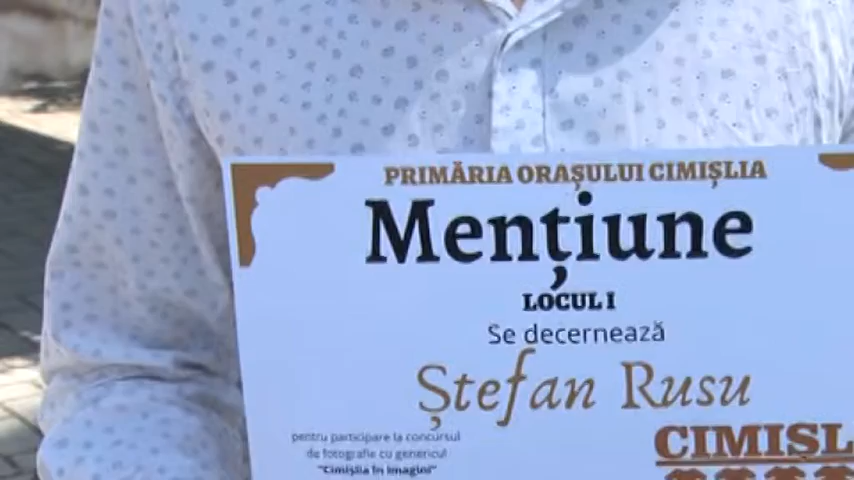 PRIMĂRIA ORAȘULUI CIMIȘLIA
Mențiune
LOCUL I
Se decernează
Ștefan Rusu
pentru participare la concursul
de fotografie cu genericul
"Cimișlia în imagini"
CIMIȘL